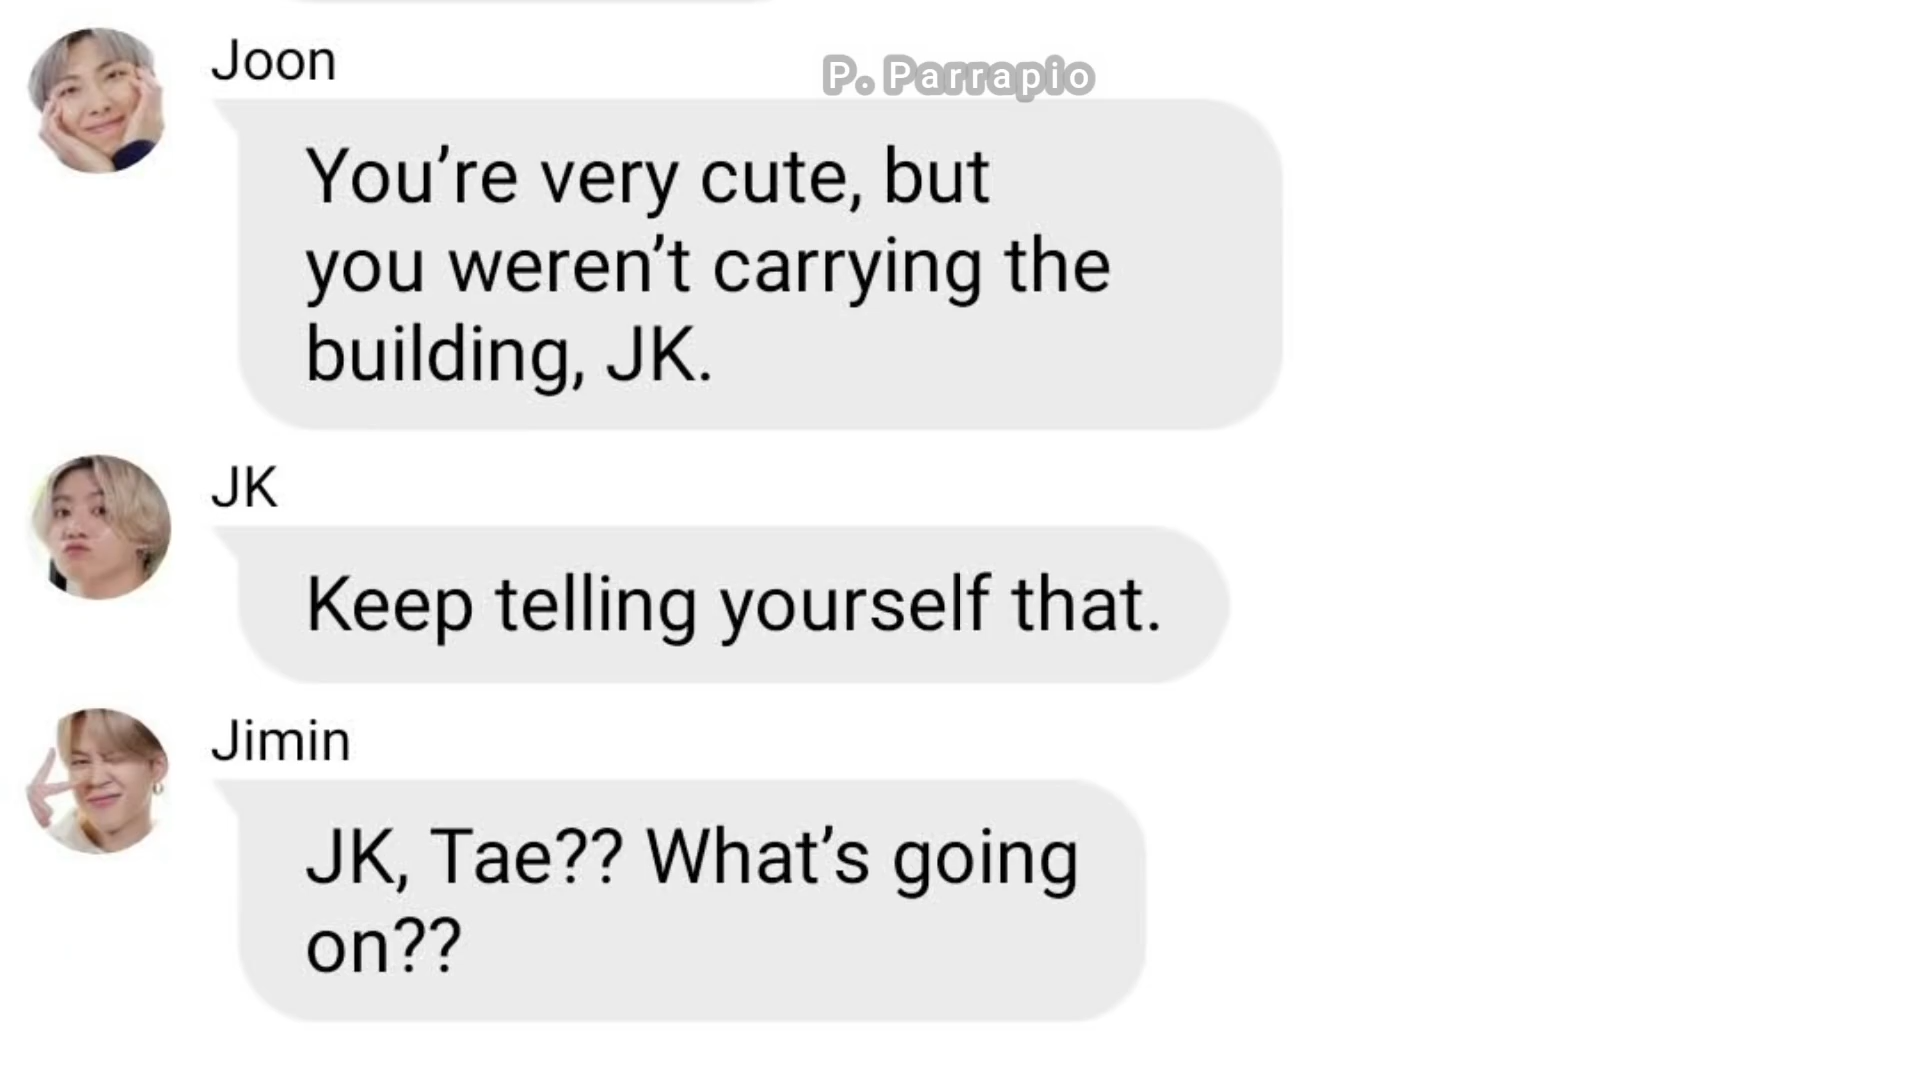 Joon
P. Parrapio
You’re very cute, but
you weren’t carrying the
building, JK.
JK
Keep telling yourself that.
Jimin
JK, Tae?? What’s going
on??